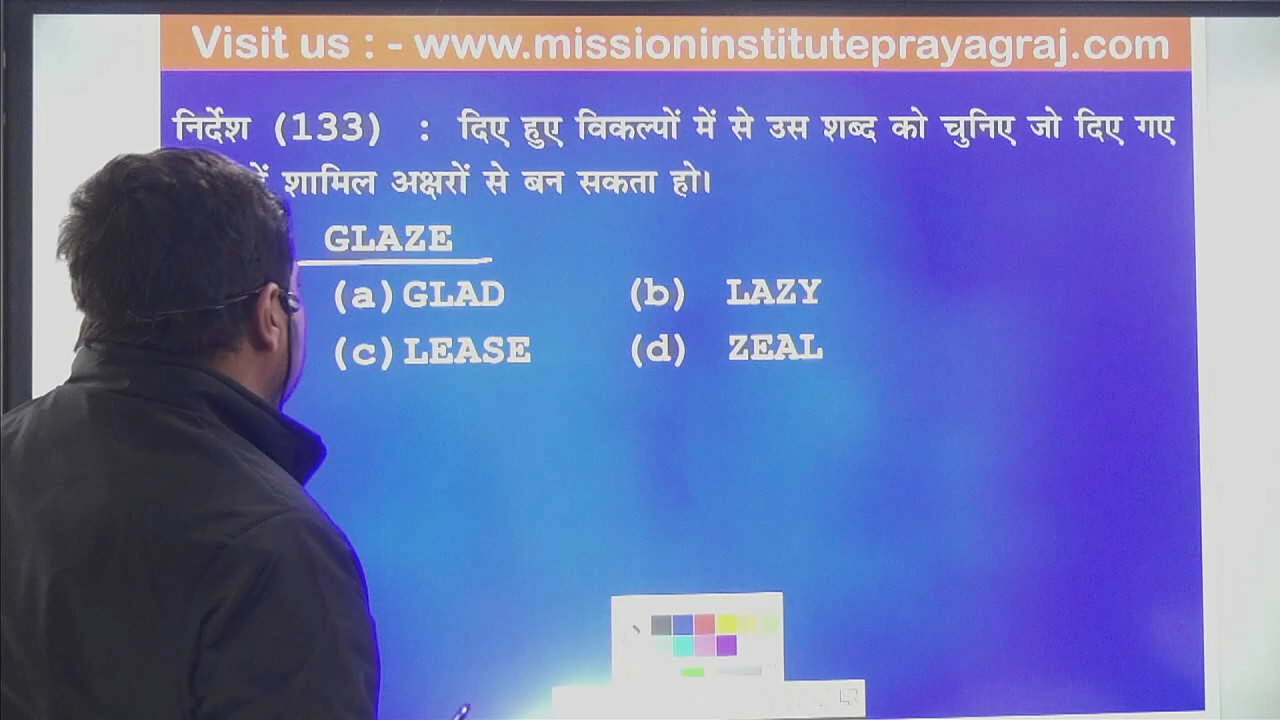 Visit us : - www.missioninstituteprayagraj.com
निर्देश (133) : दिए हुए विकल्पों में से उस शब्द को चुनिए जो दिए गए
शामिल अक्षरों से बन सकता हो।
GLAZE
(a) GLAD (b) LAZY
(c) LEASE (d) ZEAL